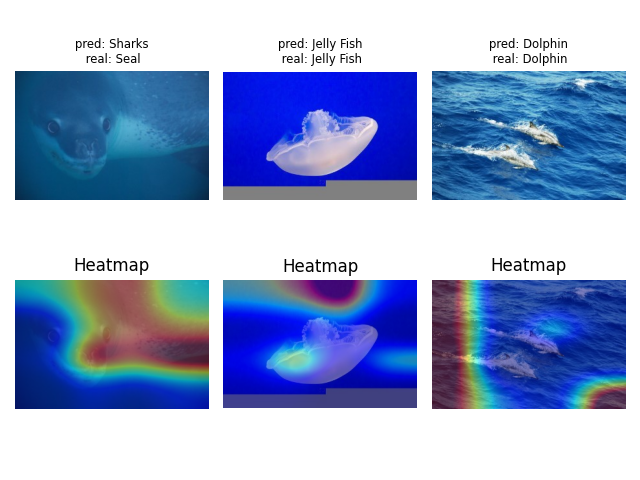 pred: Sharks
real: Seal
pred: Jelly Fish
real: Jelly Fish
pred: Dolphin
real: Dolphin
Heatmap
Heatmap
Heatmap